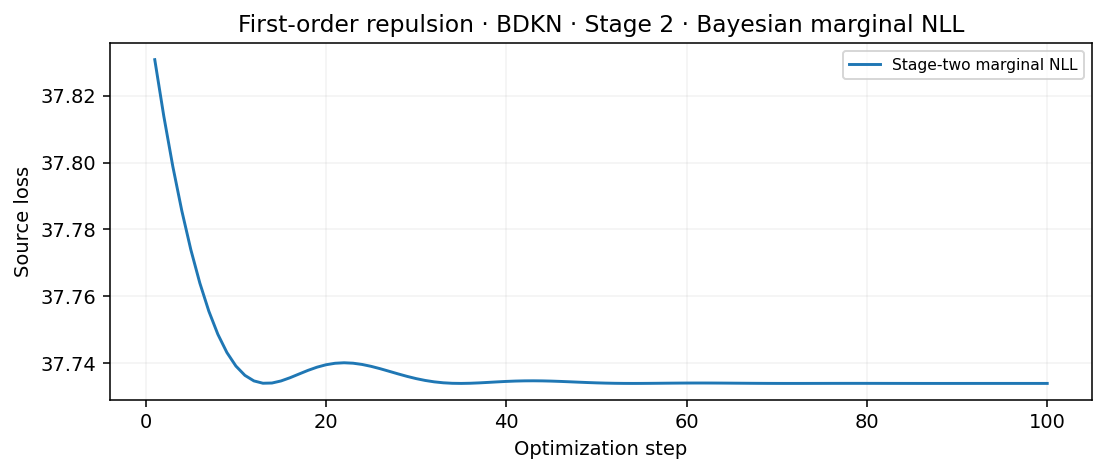 First-order repulsion · BDKN · Stage 2 · Bayesian marginal NLL
Stage-two marginal NLL
Source loss
37.82
37.80
37.78
37.76
37.74
0 20 40 60 80 100
Optimization step